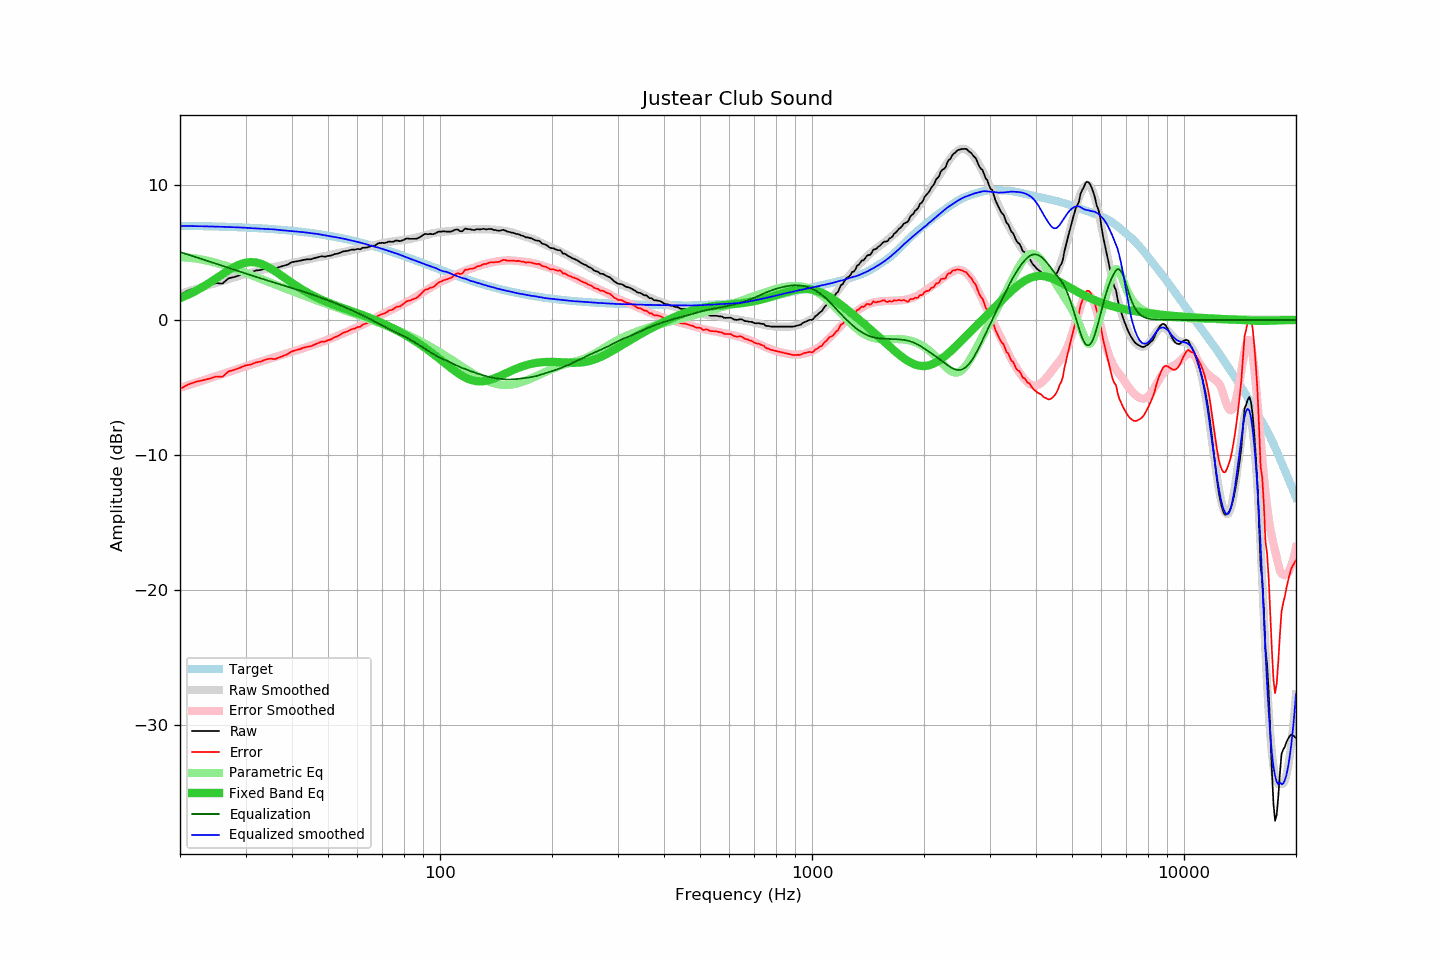 Justear Club Sound
10
0
−10
−20
−30
Amplitude (dBr)
Target
Raw Smoothed
Error Smoothed
Raw
Error
Parametric Eq
Fixed Band Eq
Equalization
Equalized smoothed
100
1000
10000
Frequency (Hz)